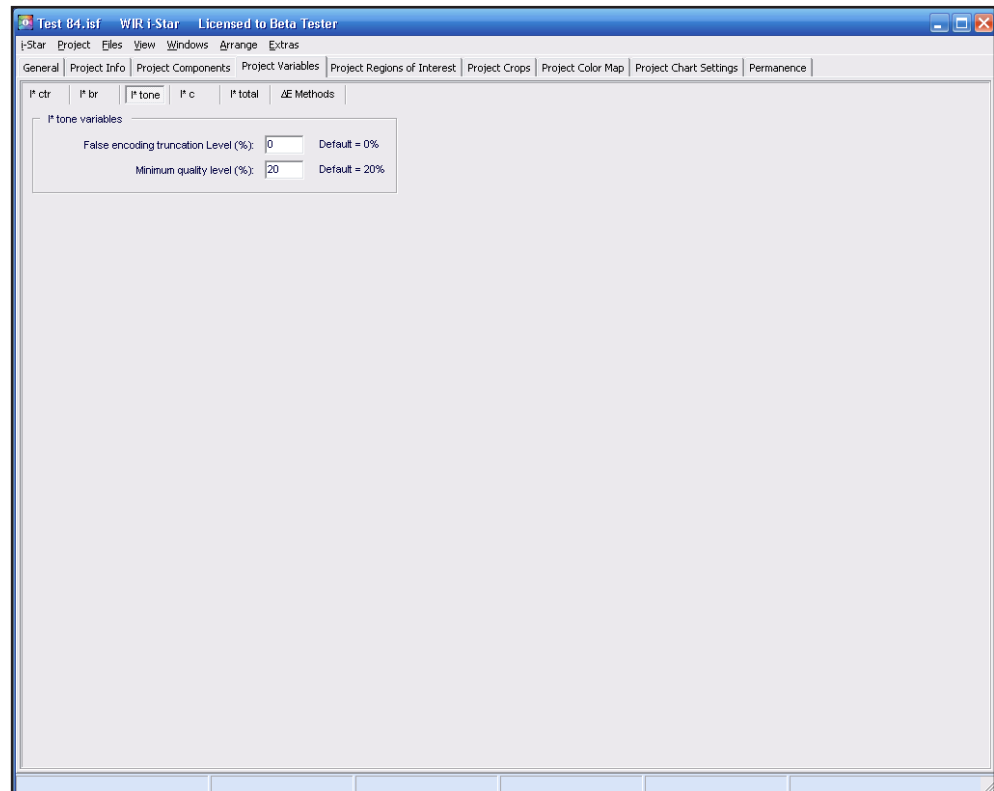 Test 84.isf WIR i-Star Licensed to Beta Tester
i-Star Project Files View Windows Arrange Extras
General Project Info Project Components Project Variables Project Regions of Interest Project Crops Project Color Map Project Chart Settings Permanence
I* ctr I* br I* tone I* c I* total ΔE Methods
I* tone variables
False encoding truncation Level (%): 0 Default = 0%
Minimum quality level (%): 20 Default = 20%